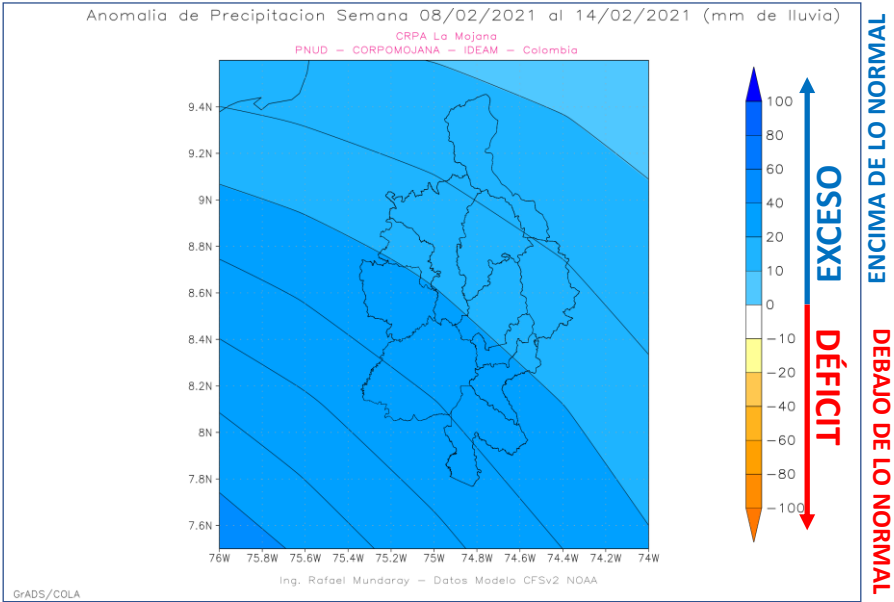 Anomalia de Precipitacion Semana 08/02/2021 al 14/02/2021 (mm de lluvia)
CRPA La Mojana
PNUD – CORPOMOJANA – IDEAM – Colombia
9.4N
9.2N
9N
8.8N
8.6N
8.4N
8.2N
8N
7.8N
7.6N
76W 75.8W 75.6W 75.4W 75.2W 75W 74.8W 74.6W 74.4W 74.2W 74W
100
80
60
40
20
10
0
−10
−20
−40
−60
−80
−100
EXCESO
DÉFICIT
ENCIMA DE LO NORMAL
DEBAJO DE LO NORMAL
Ing. Rafael Mundaray – Datos Modelo CFSv2 NOAA
GrADS/COLA